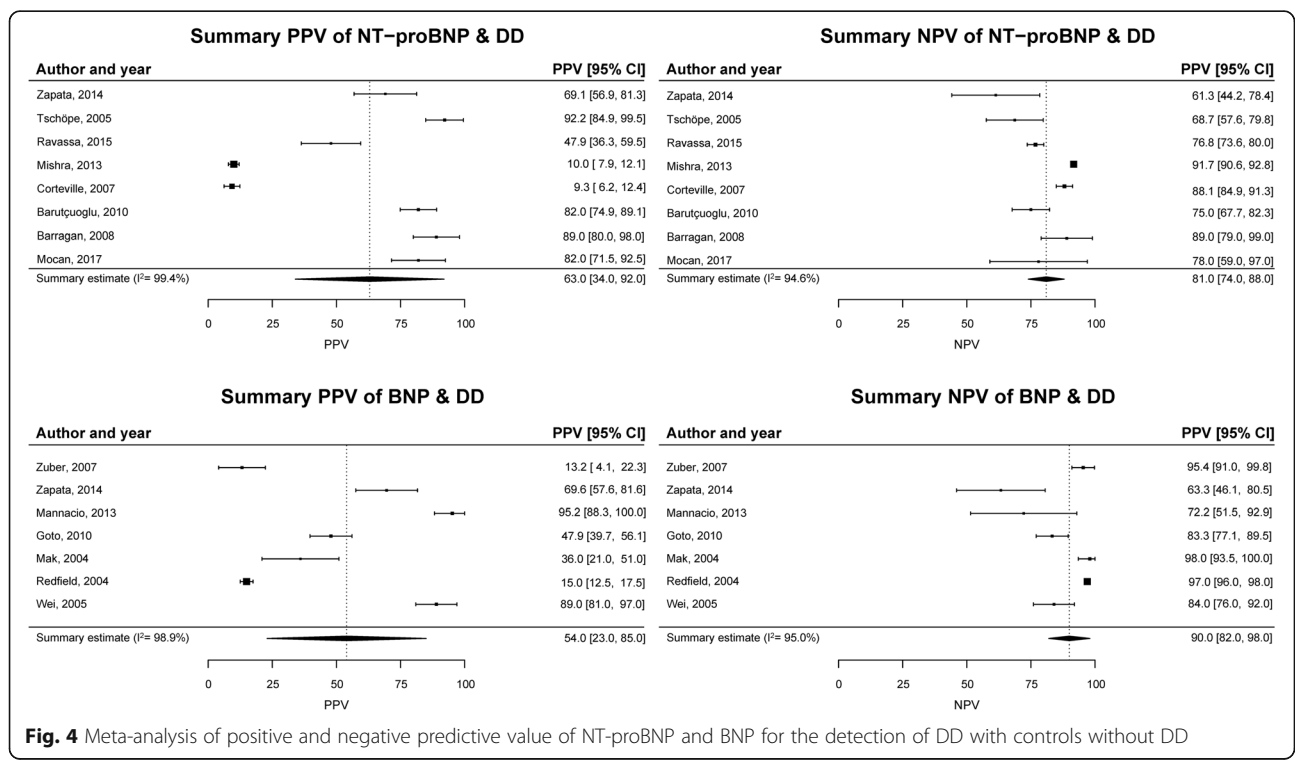 Summary PPV of NT−proBNP & DD
Author and year PPV [95% CI]
Zapata, 2014 69.1 [56.9, 81.3]
Tschöpe, 2005 92.2 [84.9, 99.5]
Ravassa, 2015 47.9 [36.3, 59.5]
Mishra, 2013 10.0 [ 7.9, 12.1]
Corteville, 2007 9.3 [ 6.2, 12.4]
Barutçuoglu, 2010 82.0 [74.9, 89.1]
Barragan, 2008 89.0 [80.0, 98.0]
Mocan, 2017 82.0 [71.5, 92.5]
Summary estimate (I²= 99.4%) 63.0 [34.0, 92.0]
0 25 50 75 100
PPV
Summary NPV of NT−proBNP & DD
Author and year PPV [95% CI]
Zapata, 2014 61.3 [44.2, 78.4]
Tschöpe, 2005 68.7 [57.6, 79.8]
Ravassa, 2015 76.8 [73.6, 80.0]
Mishra, 2013 91.7 [90.6, 92.8]
Corteville, 2007 88.1 [84.9, 91.3]
Barutçuoglu, 2010 75.0 [67.7, 82.3]
Barragan, 2008 89.0 [79.0, 99.0]
Mocan, 2017 78.0 [59.0, 97.0]
Summary estimate (I²= 94.6%) 81.0 [74.0, 88.0]
0 25 50 75 100
NPV
Summary PPV of BNP & DD
Author and year PPV [95% CI]
Zuber, 2007 13.2 [ 4.1, 22.3]
Zapata, 2014 69.6 [57.6, 81.6]
Mannacio, 2013 95.2 [88.3, 100.0]
Goto, 2010 47.9 [39.7, 56.1]
Mak, 2004 36.0 [21.0, 51.0]
Redfield, 2004 15.0 [12.5, 17.5]
Wei, 2005 89.0 [81.0, 97.0]
Summary estimate (I²= 98.9%) 54.0 [23.0, 85.0]
0 25 50 75 100
PPV
Summary NPV of BNP & DD
Author and year PPV [95% CI]
Zuber, 2007 95.4 [91.0, 99.8]
Zapata, 2014 63.3 [46.1, 80.5]
Mannacio, 2013 72.2 [51.5, 92.9]
Goto, 2010 83.3 [77.1, 89.5]
Mak, 2004 98.0 [93.5, 100.0]
Redfield, 2004 97.0 [96.0, 98.0]
Wei, 2005 84.0 [76.0, 92.0]
Summary estimate (I²= 95.0%) 90.0 [82.0, 98.0]
0 25 50 75 100
NPV
Fig. 4 Meta-analysis of positive and negative predictive value of NT-proBNP and BNP for the detection of DD with controls without DD